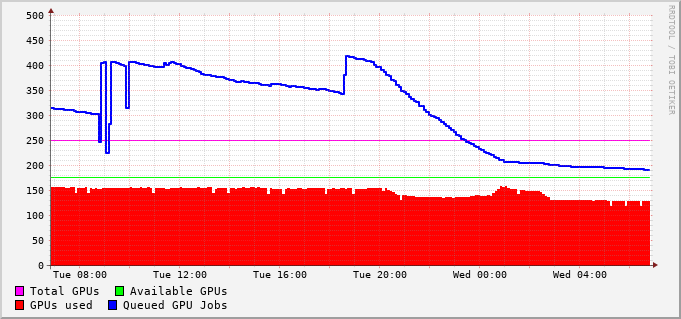 500
450
400
350
300
250
200
150
100
50
0
Tue 08:00 Tue 12:00 Tue 16:00 Tue 20:00 Wed 00:00 Wed 04:00
Total GPUs Available GPUs
GPUs used Queued GPU Jobs
RRDTOOL / TOBI OETIKER